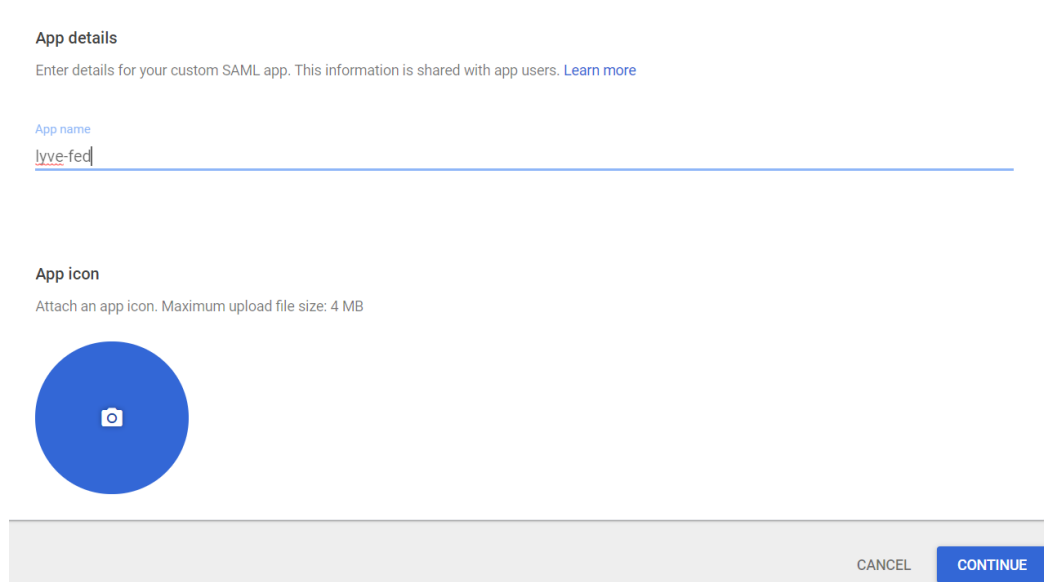 App details
Enter details for your custom SAML app. This information is shared with app users. Learn more
App name
lyve-fed
App icon
Attach an app icon. Maximum upload file size: 4 MB
CANCEL CONTINUE